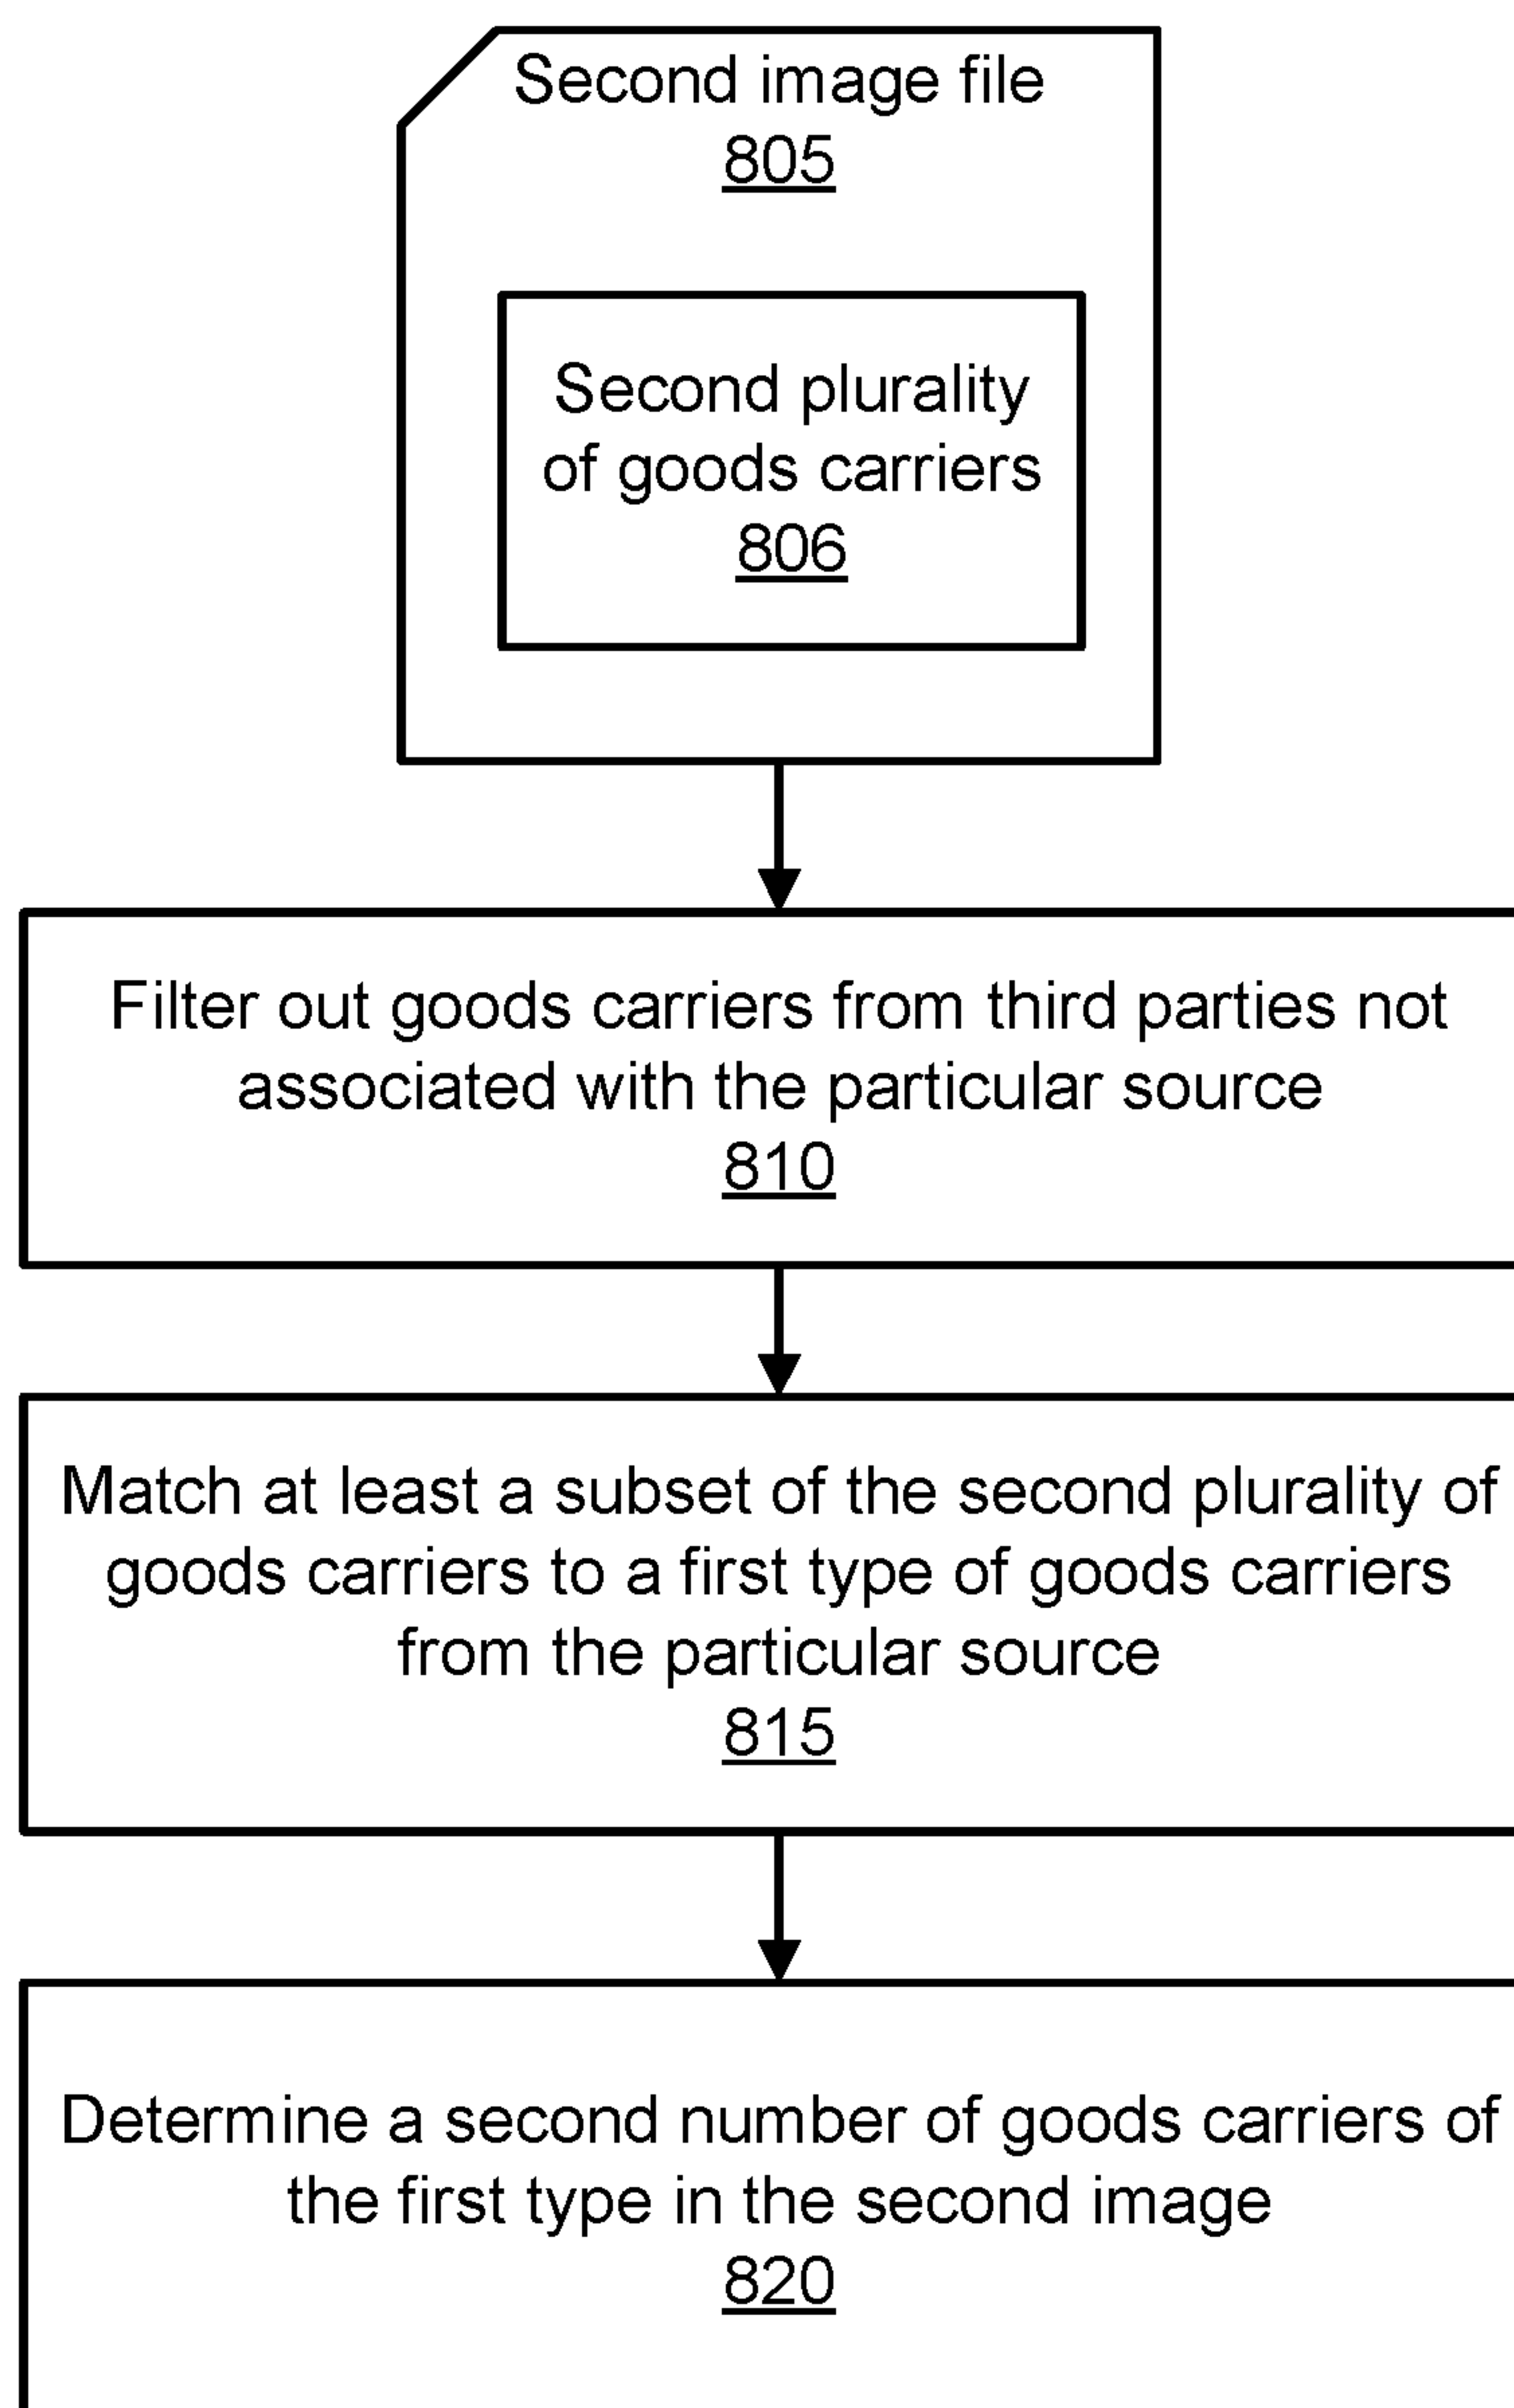 Second image file
805
Second plurality
of goods carriers
806
Filter out goods carriers from third parties not
associated with the particular source
810
Match at least a subset of the second plurality of
goods carriers to a first type of goods carriers
from the particular source
815
Determine a second number of goods carriers of
the first type in the second image
820